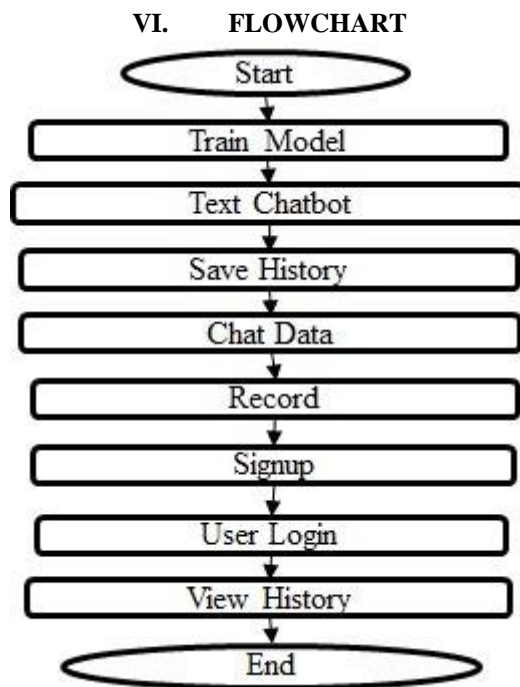 VI. FLOWCHART
Start
Train Model
Text Chatbot
Save History
Chat Data
Record
Signup
User Login
View History
End